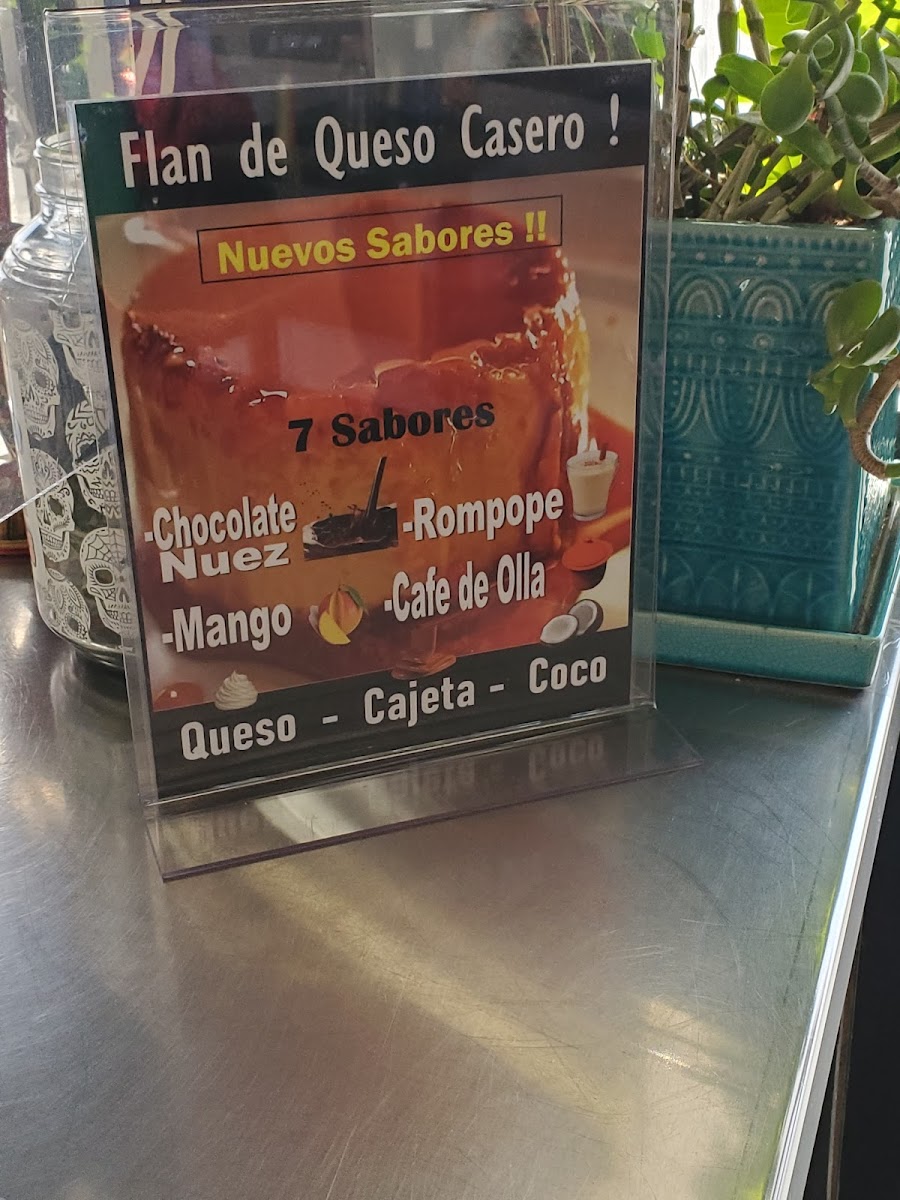 Flan de Queso Casero !
Nuevos Sabores !!
7 Sabores
-Chocolate
Nuez
-Rompope
-Mango
-Cafe de Olla
Queso - Cajeta - Coco